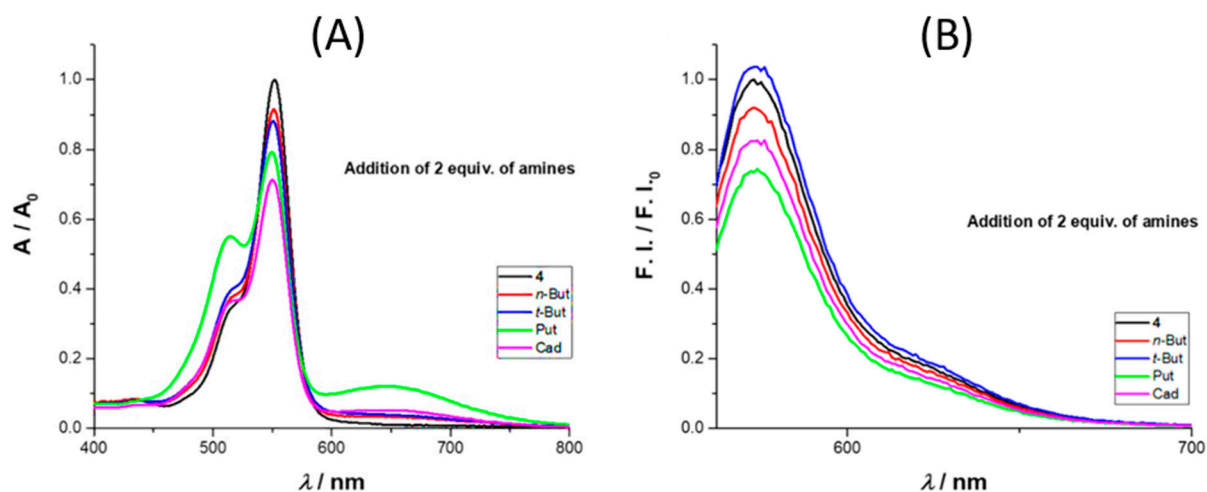 (A)
A / A0
1.0
0.8
0.6
0.4
0.2
0.0
Addition of 2 equiv. of amines
4
n-But
t-But
Put
Cad
400
500
600
700
800
λ / nm
(B)
F. I. / F. I.0
1.0
0.8
0.6
0.4
0.2
0.0
Addition of 2 equiv. of amines
4
n-But
t-But
Put
Cad
600
700
λ / nm